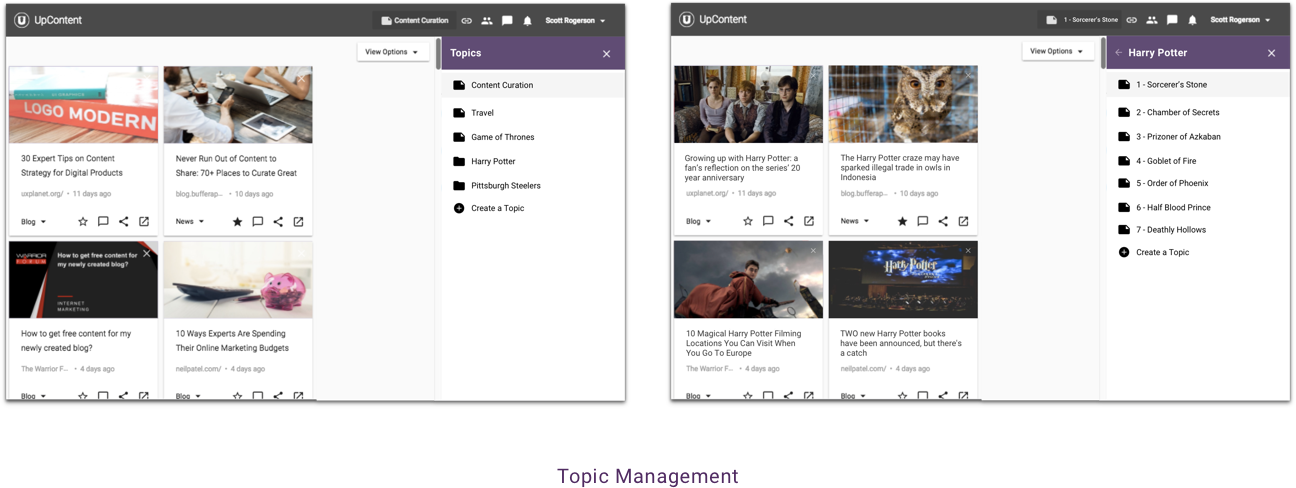 UpContent
Content Curation
Scott Rogerson
View Options
Topics
LOGO MODERN
30 Expert Tips on Content
Strategy for Digital Products
uxplanet.org/ • 11 days ago
Blog
Never Run Out of Content to
Share: 70+ Places to Curate Great
blog.bufferap... • 10 days ago
News
WARRIOR
FORUM
How to get free content for
my newly created blog?
INTERNET
MARKETING
How to get free content for my
newly created blog?
The Warrior F... • 4 days ago
Blog
10 Ways Experts Are Spending
Their Online Marketing Budgets
neilpatel.com/ • 4 days ago
Blog
Content Curation
Travel
Game of Thrones
Harry Potter
Pittsburgh Steelers
Create a Topic
UpContent
1 - Sorcerer's Stone
Scott Rogerson
View Options
Harry Potter
Growing up with Harry Potter: a
fan's reflection on the series' 20
year anniversary
uxplanet.org/ • 11 days ago
Blog
The Harry Potter craze may have
sparked illegal trade in owls in
Indonesia
blog.bufferap... • 10 days ago
News
10 Magical Harry Potter Filming
Locations You Can Visit When
You Go To Europe
The Warrior F... • 4 days ago
Blog
Harry Potter
TWO new Harry Potter books
have been announced, but there's
a catch
neilpatel.com/ • 4 days ago
Blog
1 - Sorcerer's Stone
2 - Chamber of Secrets
3 - Prizoner of Azkaban
4 - Goblet of Fire
5 - Order of Phoenix
6 - Half Blood Prince
7 - Deathly Hollows
Create a Topic
Topic Management